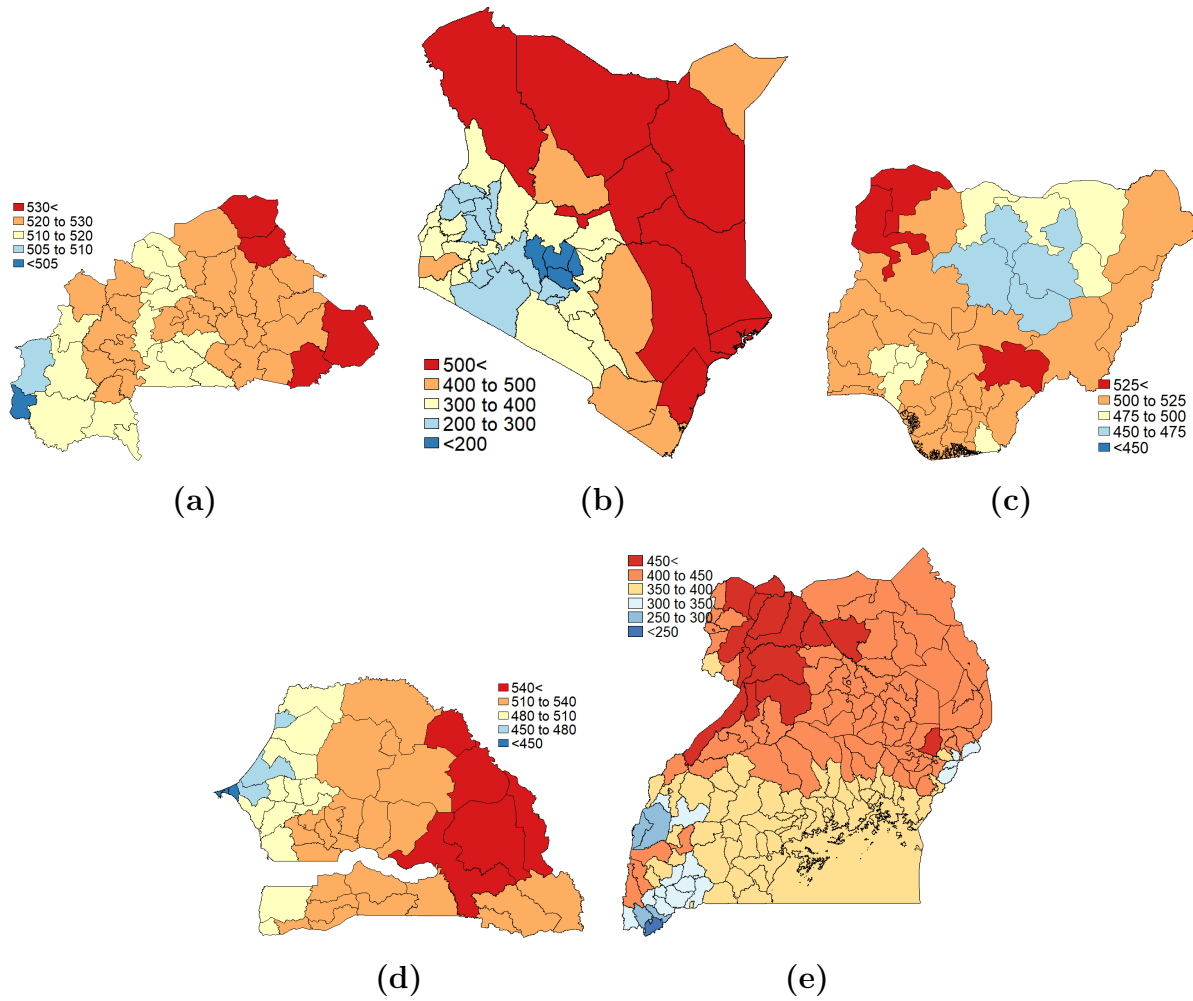 530<
520 to 530
510 to 520
505 to 510
<505
(a)
500<
400 to 500
300 to 400
200 to 300
<200
(b)
525<
500 to 525
475 to 500
450 to 475
<450
(c)
540<
510 to 540
480 to 510
450 to 480
<450
(d)
450<
400 to 450
350 to 400
300 to 350
250 to 300
<250
(e)